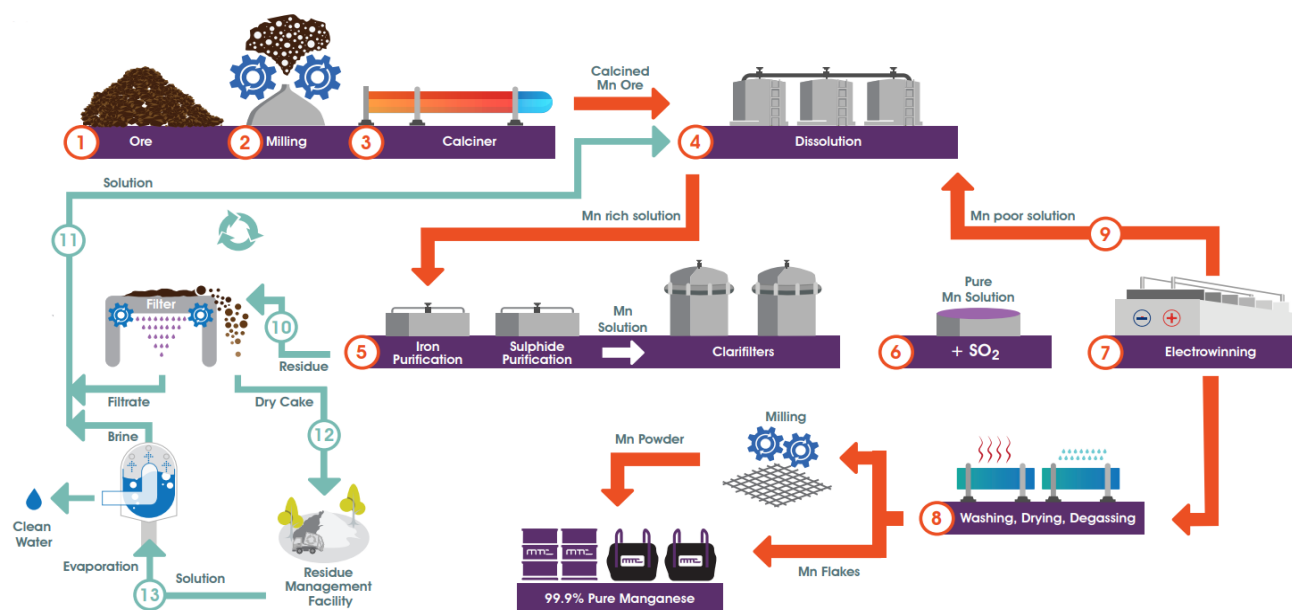 1
Ore
2
Milling
3
Calciner
Calcined
Mn Ore
4
Dissolution
Solution
11
Mn rich solution
Mn poor solution
9
Filter
10
Residue
Filtrate
Dry Cake
5
Iron
Purification
Sulphide
Purification
Mn
Solution
Clarifilters
Pure
Mn Solution
6
+ SO₂
7
Electrowinning
Brine
12
Clean
Water
Evaporation
13
Solution
Residue
Management
Facility
Milling
Mn Powder
8
Washing, Drying, Degassing
Mn Flakes
99.9% Pure Manganese